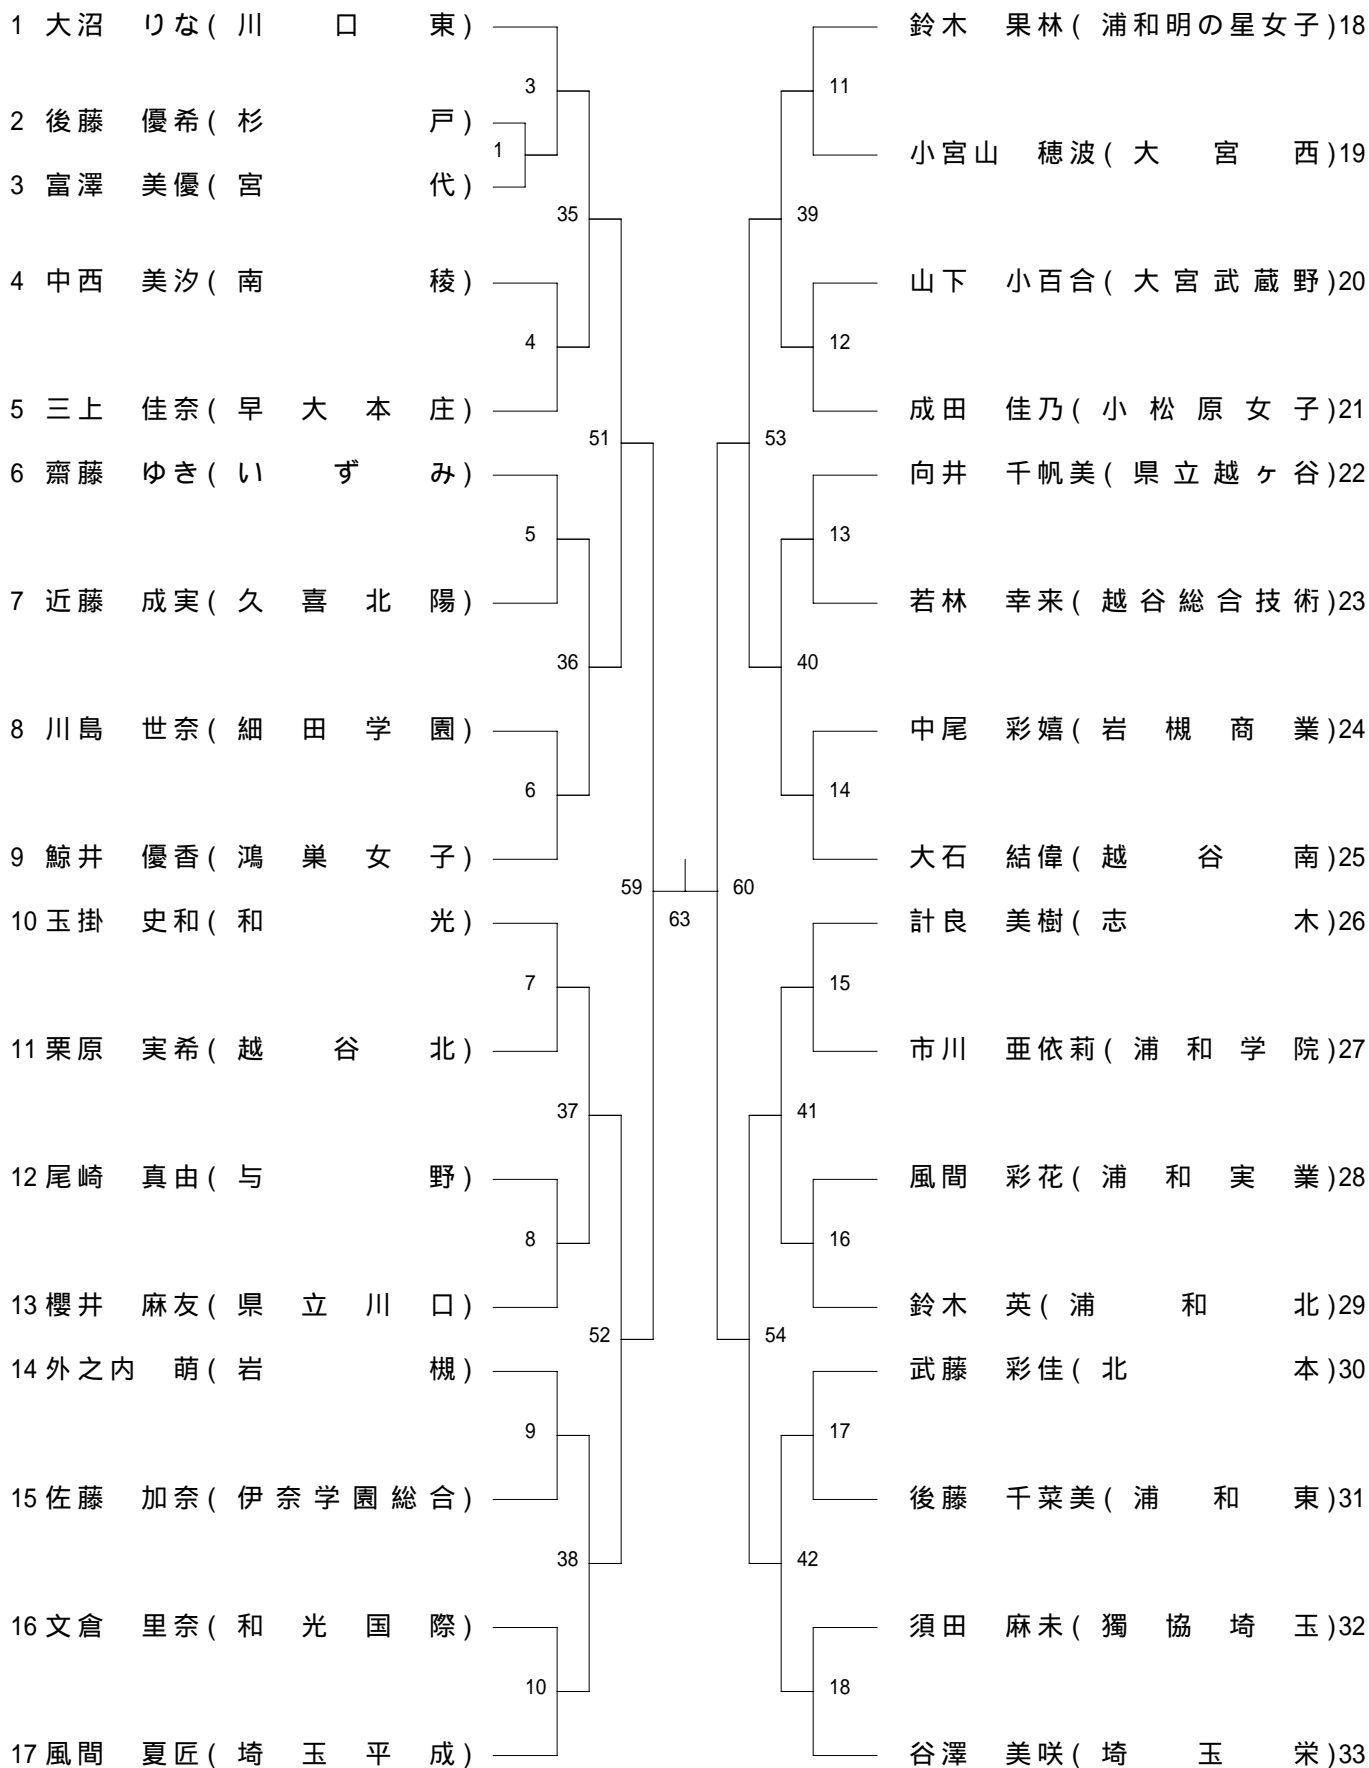 1 大沼 りな( 川 口 東 )
3
2 後藤 優希( 杉 戸 )
1
3 富澤 美優( 宮 代 )
35
4 中西 美汐( 南 稜 )
4
5 三上 佳奈( 早 大 本 庄 )
51
6 齋藤 ゆき( い ず み )
5
7 近藤 成実( 久 喜 北 陽 )
36
8 川島 世奈( 細 田 学 園 )
6
9 鯨井 優香( 鴻 巣 女 子 )
59
10 玉掛 史和( 和 光 )
7
11 栗原 実希( 越 谷 北 )
37
12 尾崎 真由( 与 野 )
8
13 櫻井 麻友( 県 立 川 口 )
52
14 外之内 萌( 岩 槻 )
9
15 佐藤 加奈( 伊 奈 学 園 総 合 )
38
16 文倉 里奈( 和 光 国 際 )
10
17 風間 夏匠( 埼 玉 平 成 )
63
鈴木 果林( 浦和明の星女子 )18
11
小宮山 穂波( 大 宮 西 )19
39
山下 小百合( 大 宮 武 蔵 野 )20
12
成田 佳乃( 小 松 原 女 子 )21
53
向井 千帆美( 県 立 越 ヶ 谷 )22
13
若林 幸来( 越 谷 総 合 技 術 )23
40
中尾 彩嬉( 岩 槻 商 業 )24
14
大石 結偉( 越 谷 南 )25
60
計良 美樹( 志 木 )26
15
市川 亜依莉( 浦 和 学 院 )27
41
風間 彩花( 浦 和 実 業 )28
16
鈴木 英( 浦 和 北 )29
54
武藤 彩佳( 北 本 )30
17
後藤 千菜美( 浦 和 東 )31
42
須田 麻未( 獨 協 埼 玉 )32
18
谷澤 美咲( 埼 玉 栄 )33